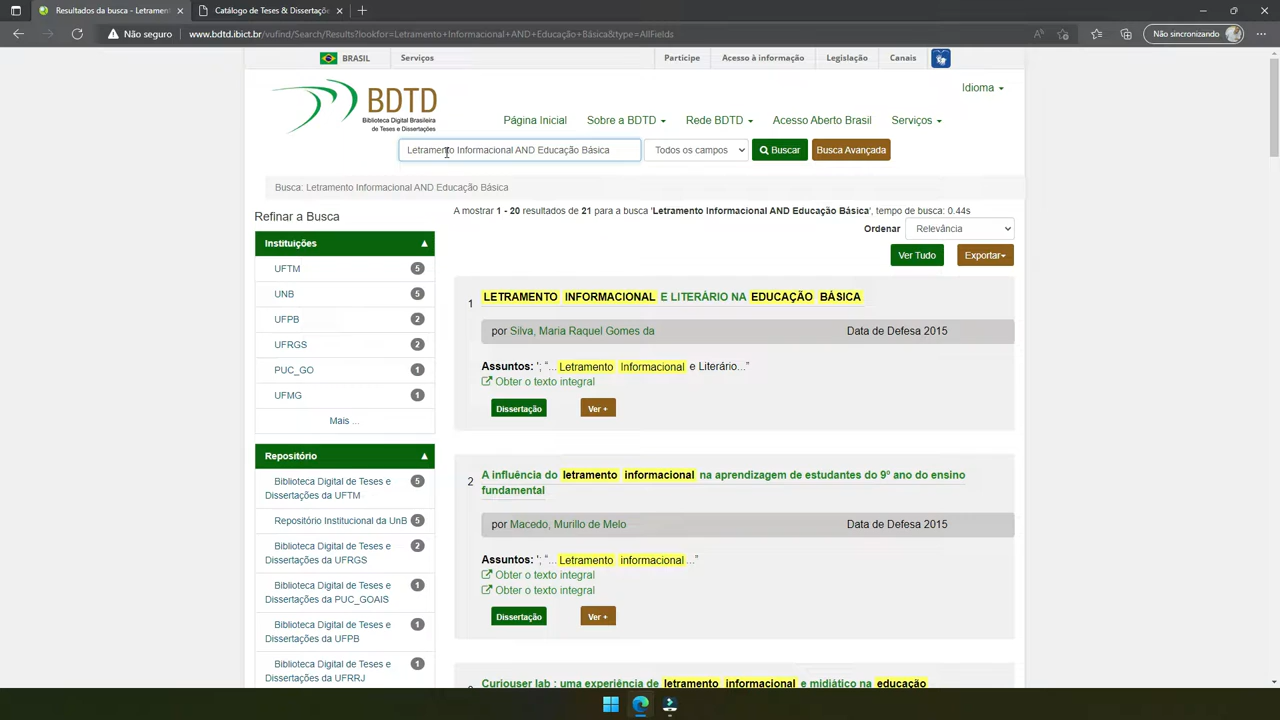 Resultados da busca - Letramen
Catálogo de Teses & Dissertaçõe
Não seguro
www.bdtd.ibict.br/vufind/Search/Results?lookfor=Letramento+Informacional+AND+Educação+Básica&type=AllFields
Não sincronizando
BRASIL
Serviços
Participe
Acesso à informação
Legislação
Canais
Idioma
BDTD
Biblioteca Digital Brasileira
de Teses e Dissertações
Página Inicial
Sobre a BDTD
Rede BDTD
Acesso Aberto Brasil
Serviços
Letramento Informacional AND Educação Básica
Todos os campos
Buscar
Busca Avançada
Busca: Letramento Informacional AND Educação Básica
Refinar a Busca
A mostrar 1 - 20 resultados de 21 para a busca 'Letramento Informacional AND Educação Básica', tempo de busca: 0.44s
Ordenar
Relevância
Ver Tudo
Exportar
Instituições
UFTM 5
UNB 5
UFPB 2
UFRGS 2
PUC_GO 1
UFMG 1
Mais ...
Repositório
Biblioteca Digital de Teses e 5
Dissertações da UFTM
Repositório Institucional da UnB 5
Biblioteca Digital de Teses e 2
Dissertações da UFRGS
Biblioteca Digital de Teses e 1
Dissertações da PUC_GOAIS
Biblioteca Digital de Teses e 1
Dissertações da UFPB
Biblioteca Digital de Teses e 1
Dissertações da UFRRJ
1
LETRAMENTO INFORMACIONAL E LITERÁRIO NA EDUCAÇÃO BÁSICA
por Silva, Maria Raquel Gomes da
Data de Defesa 2015
Assuntos: '; “... Letramento Informacional e Literário...”
Obter o texto integral
Dissertação
Ver +
2
A influência do letramento informacional na aprendizagem de estudantes do 9º ano do ensino
fundamental
por Macedo, Murillo de Melo
Data de Defesa 2015
Assuntos: '; “... Letramento informacional ...”
Obter o texto integral
Obter o texto integral
Dissertação
Ver +
Curiouser lab : uma experiência de letramento informacional e midiático na educação